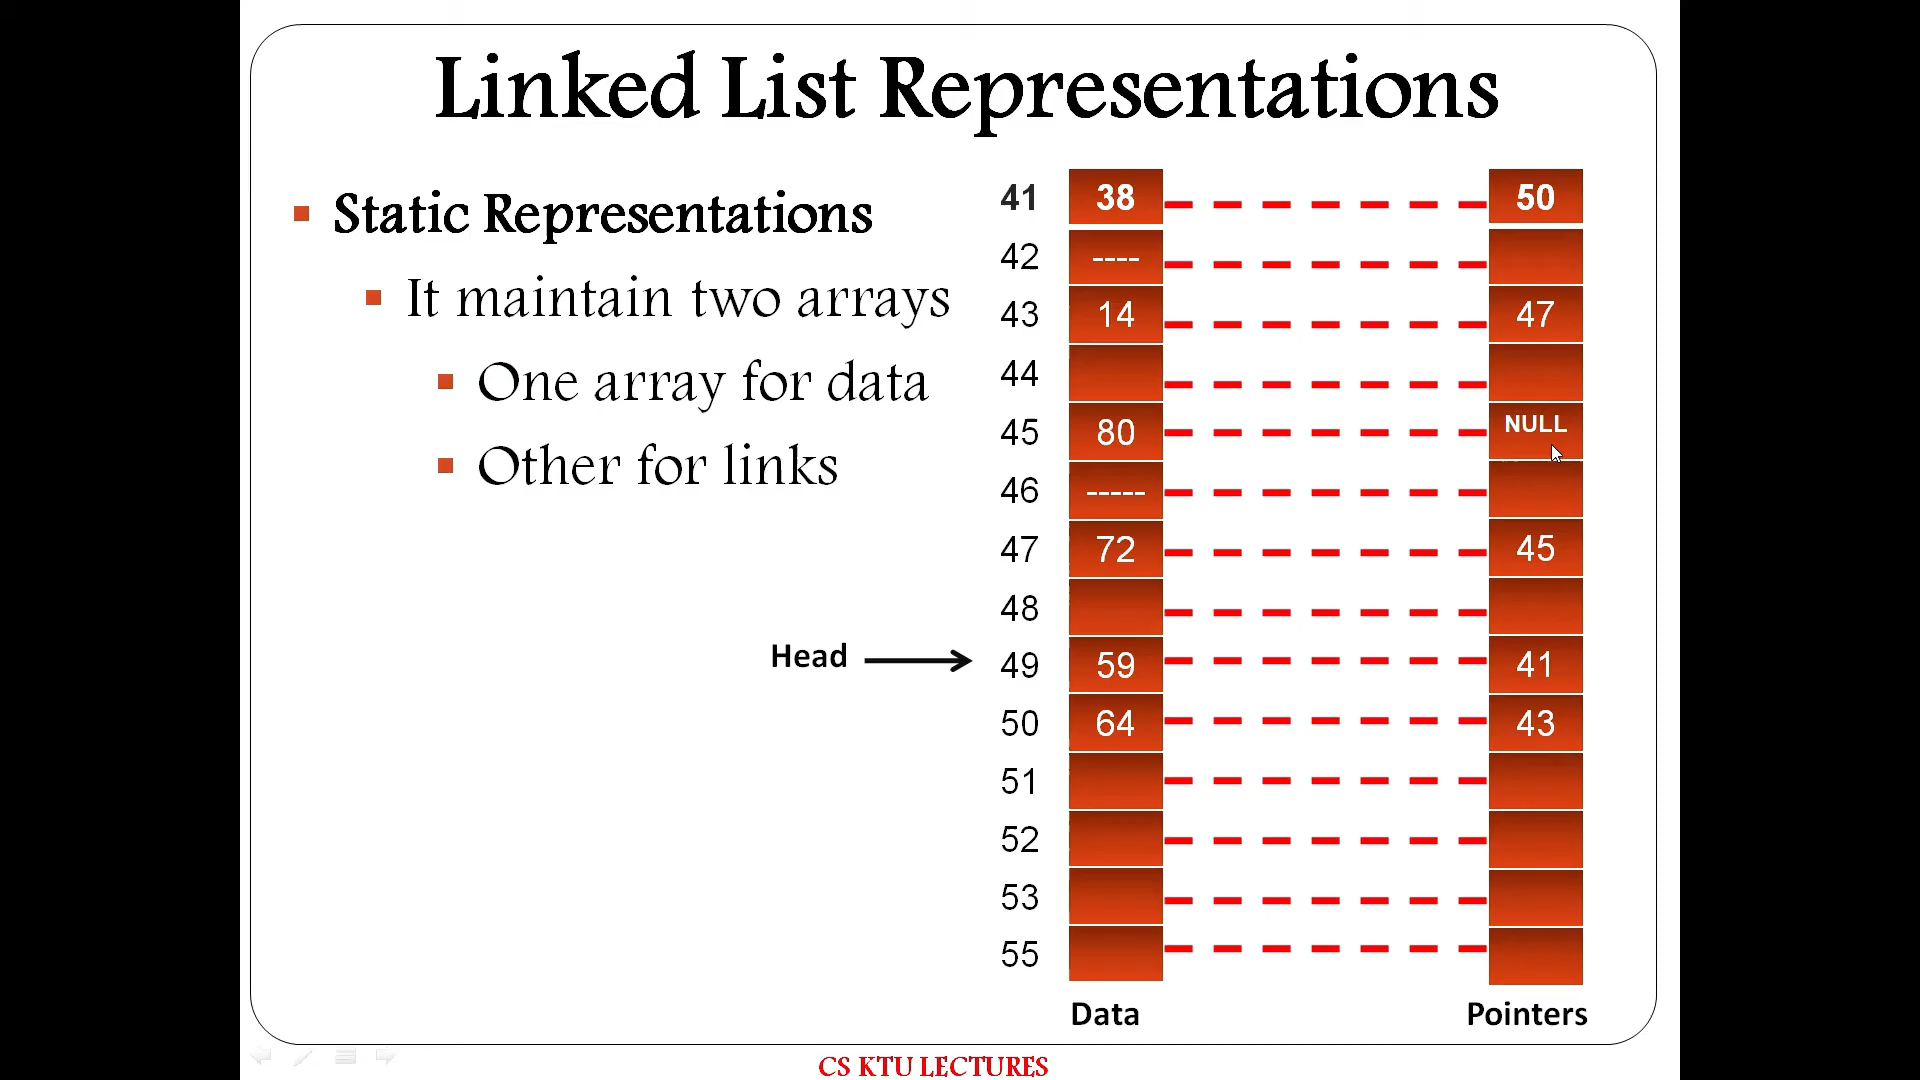 Linked List Representations
Static Representations
It maintain two arrays
One array for data
Other for links
Head
41 38 50
42 ----
43 14 47
44
45 80 NULL
46 -----
47 72 45
48
49 59 41
50 64 43
51
52
53
55
Data Pointers
CS KTU LECTURES